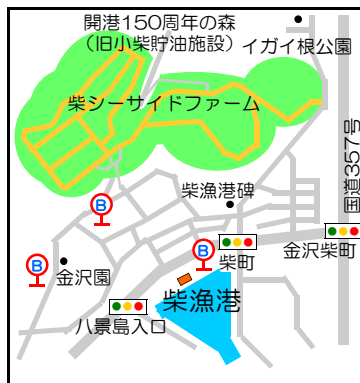 開港150周年の森
(旧小柴貯油施設)
イガイ根公園
柴シーサイドファーム
国道357号
柴漁港碑
B
B
B
柴町
金沢柴町
金沢園
柴漁港
八景島入口